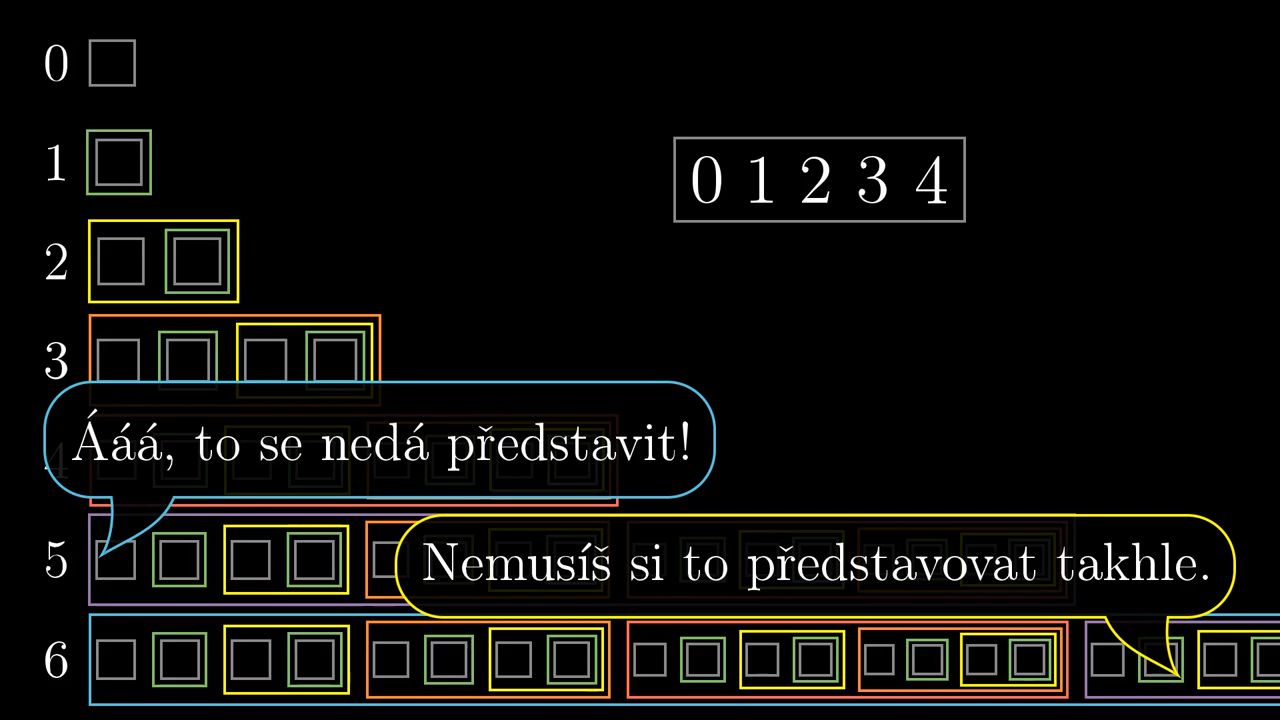 0
1
0 1 2 3 4
2
3
4
Ááá, to se nedá představit!
5
Nemusíš si to představovat takhle.
6